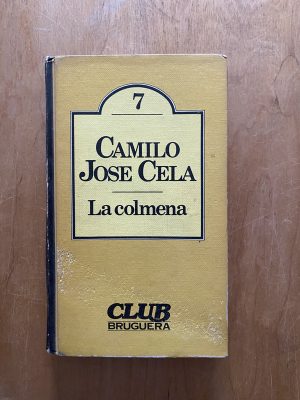 7
CAMILO
JOSE CELA
La colmena
CLUB
BRUGUERA